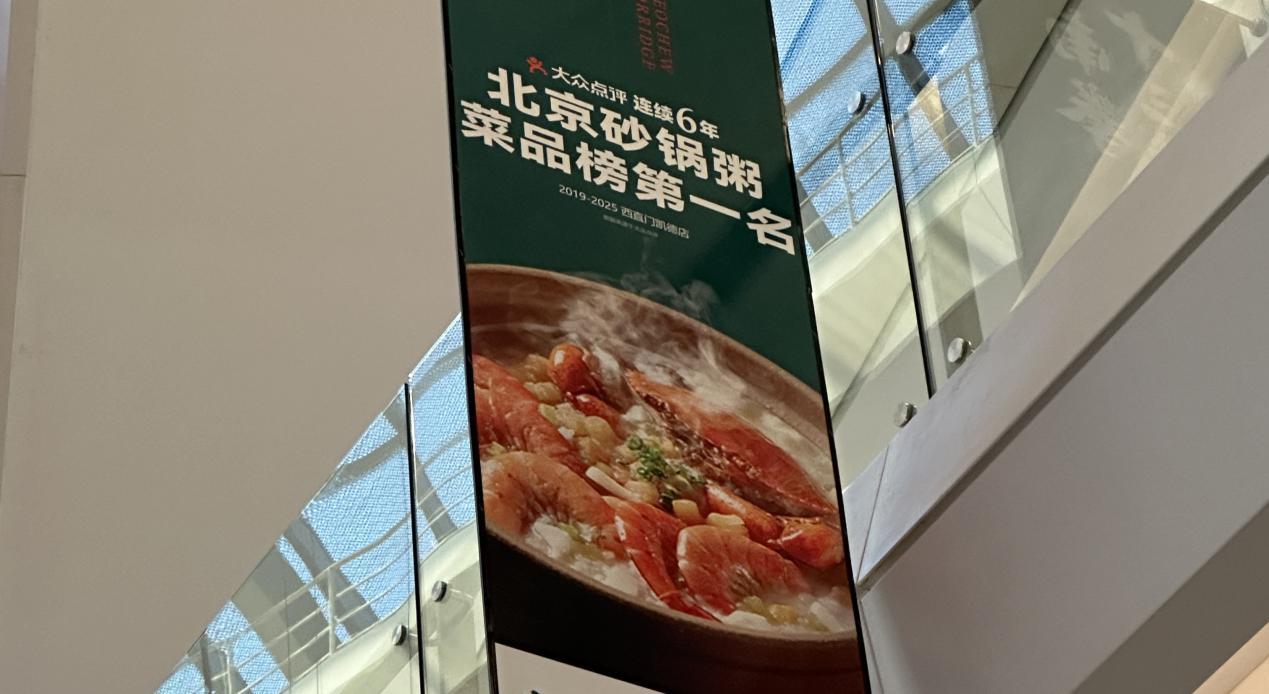 大众点评 连续6年
北京砂锅粥
菜品榜第一名
2019-2025 西直门凯德店